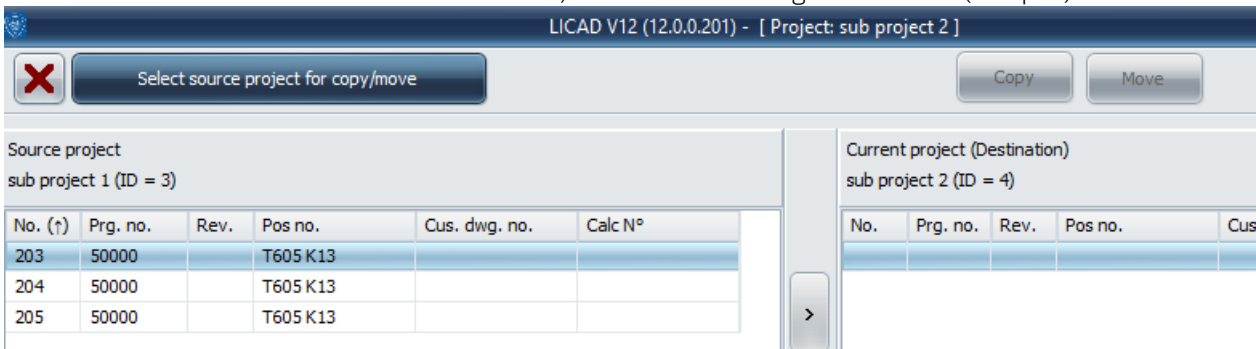 LICAD V12 (12.0.0.201) - [ Project: sub project 2 ]
Select source project for copy/move
Copy
Move
Source project
sub project 1 (ID = 3)
No. (↑) Prg. no. Rev. Pos no. Cus. dwg. no. Calc N°
203 50000 T605 K13
204 50000 T605 K13
205 50000 T605 K13
>
Current project (Destination)
sub project 2 (ID = 4)
No. Prg. no. Rev. Pos no. Cus